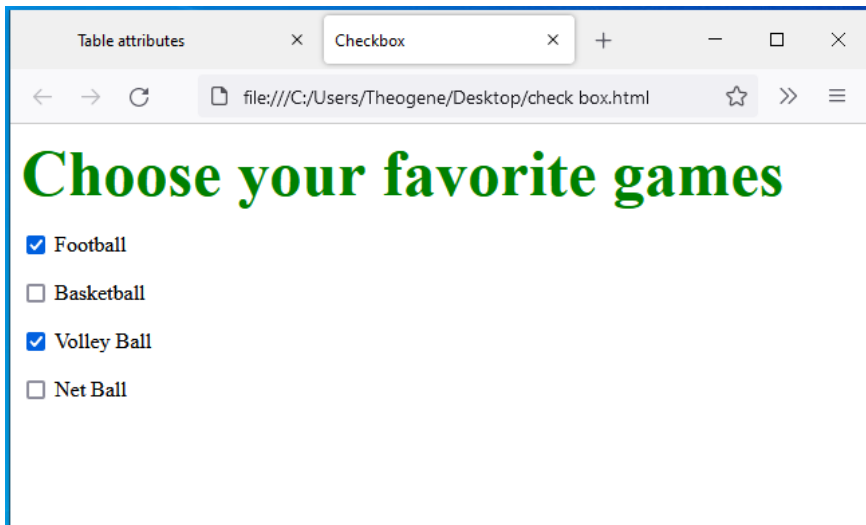 Table attributes
Checkbox
file:///C:/Users/Theogene/Desktop/check box.html
Choose your favorite games
Football
Basketball
Volley Ball
Net Ball